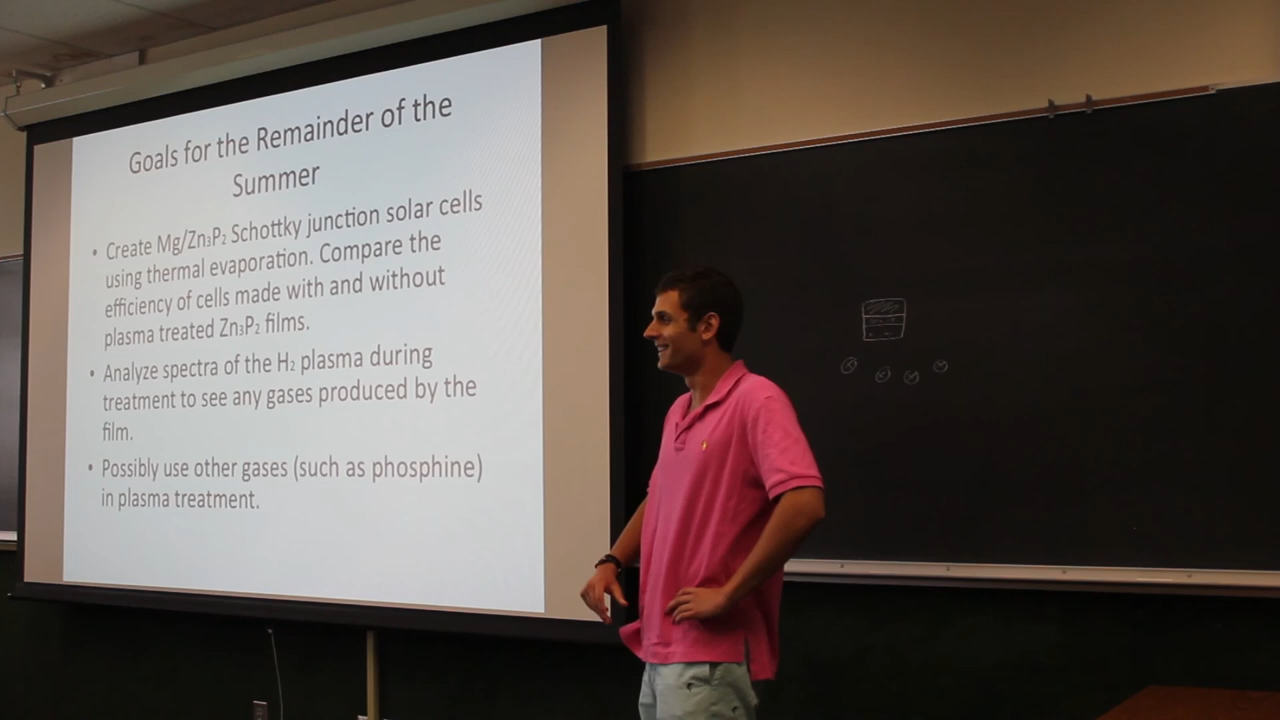 Goals for the Remainder of the
Summer
• Create Mg/Zn₃P₂ Schottky junction solar cells
using thermal evaporation. Compare the
efficiency of cells made with and without
plasma treated Zn₃P₂ films.
• Analyze spectra of the H₂ plasma during
treatment to see any gases produced by the
film.
• Possibly use other gases (such as phosphine)
in plasma treatment.